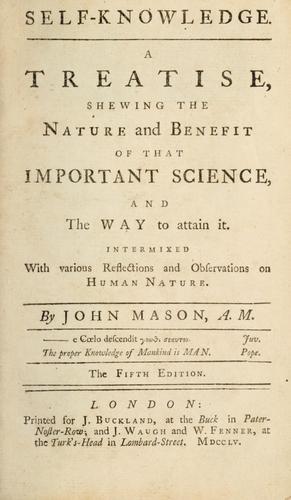 SELF-KNOWLEDGE.
A
TREATISE,
SHEWING THE
NATURE and BENEFIT
OF THAT
IMPORTANT SCIENCE,
AND
The WAY to attain it.
INTERMIXED
With various Reflections and Observations on
HUMAN NATURE.
By JOHN MASON, A. M.
—— e Cœlo descendit γνωθι σεαυτον. Juv.
The proper Knowledge of Mankind is MAN. Pope.
The FIFTH EDITION.
LONDON:
Printed for J. BUCKLAND, at the Buck in Pater-
Noster-Row; and J. WAUGH and W. FENNER, at
the Turk's-Head in Lombard-Street. MDCCLV.